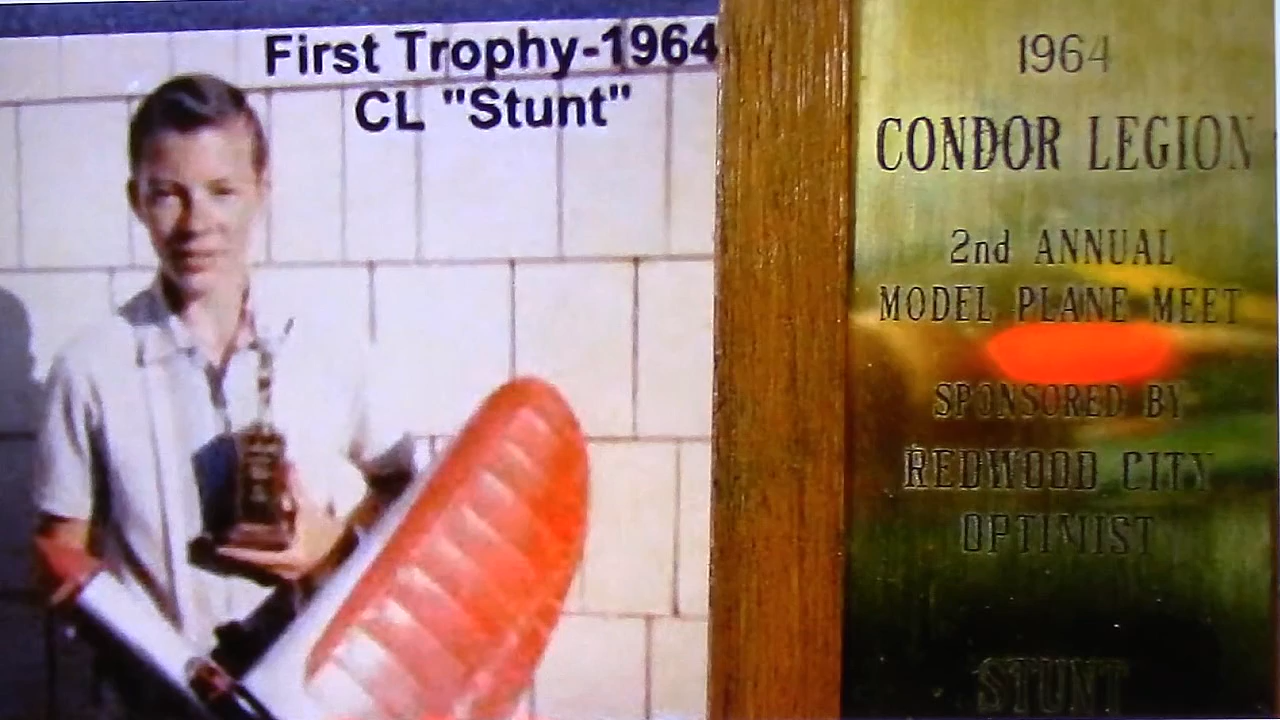 First Trophy-1964
CL "Stunt"
1964
CONDOR LEGION
2nd ANNUAL
MODEL PLANE MEET
SPONSORED BY
REDWOOD CITY
OPTIMIST
STUNT